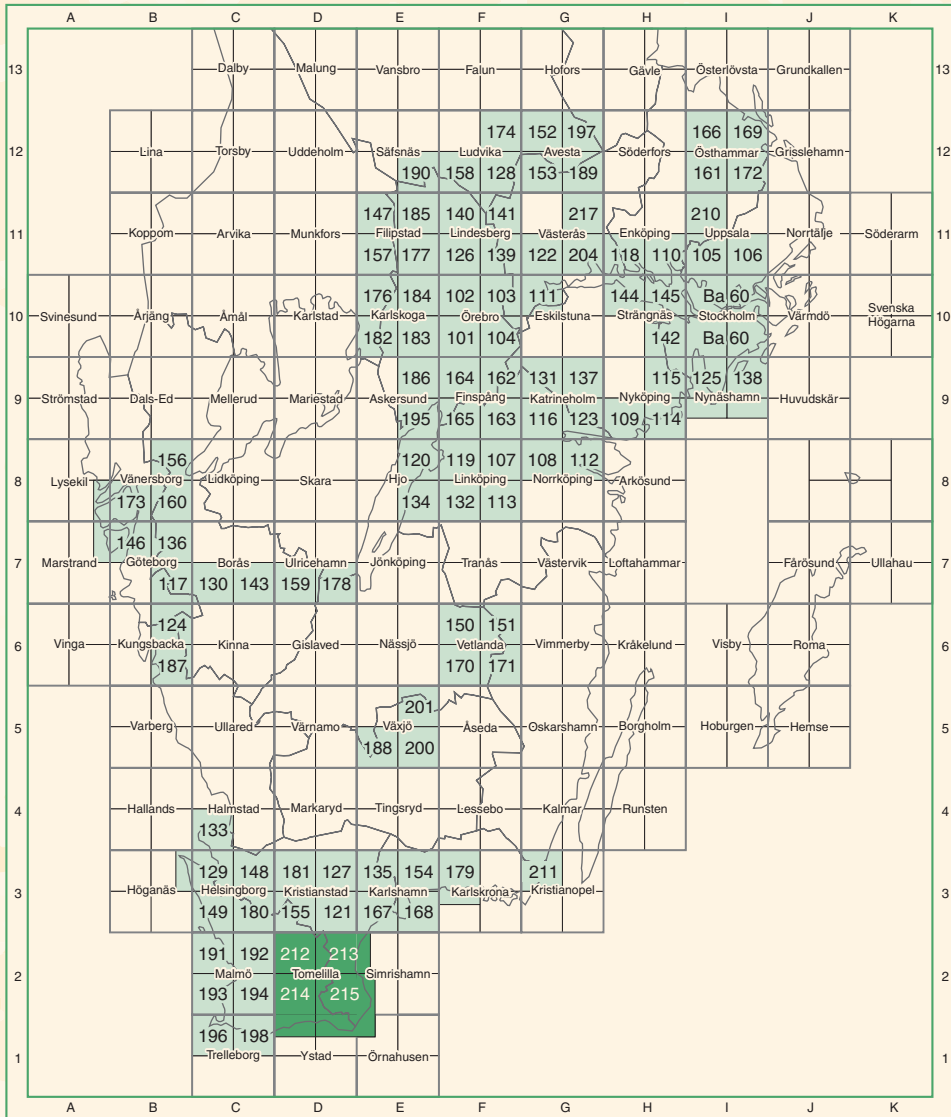 A B C D E F G H I J K
13 Dalby Malung Vansbro Falun Hofors Gävle Österlövsta Grundkallen 13
174 152 197 166 169
12 Lina Torsby Uddeholm Säfsnäs Ludvika Avesta Söderfors Östhammar Grisslehamn 12
190 158 128 153 189 161 172
147 185 140 141 217 210
11 Koppom Arvika Munkfors Filipstad Lindesberg Västerås Enköping Uppsala Norrtälje Söderarm 11
157 177 126 139 122 204 118 110 105 106
176 184 102 103 111 144 145 Ba 60
10 Svinesund Årjäng Åmål Karlstad Karlskoga Örebro Eskilstuna Strängnäs Stockholm Värmdö Svenska Högarna 10
182 183 101 104 142 Ba 60
186 164 162 131 137 115 125 138
9 Strömstad Dals-Ed Mellerud Mariestad Askersund Finspång Katrineholm Nyköping Nynäshamn Huvudskär 9
195 165 163 116 123 109 114
156 120 119 107 108 112
8 Lysekil Vänersborg Lidköping Skara Hjo Linköping Norrköping Arkösund 8
173 160 134 132 113
146 136
7 Marstrand Göteborg Borås Ulricehamn Jönköping Tranås Västervik Loftahammar Fårösund Ullahau 7
117 130 143 159 178
124 150 151
6 Vinga Kungsbacka Kinna Gislaved Nässjö Vetlanda Vimmerby Kråkelund Visby Roma 6
187 170 171
201
5 Varberg Ullared Värnamo Växjö Åseda Oskarshamn Borgholm Hoburgen Hemse 5
188 200
4 Hallands Halmstad Markaryd Tingsryd Lessebo Kalmar Runsten 4
133
129 148 181 127 135 154 179 211
3 Höganäs Helsingborg Kristianstad Karlshamn Karlskrona Kristianopel 3
149 180 155 121 167 168
191 192 212 213
2 Malmö Tomelilla Simrishamn 2
193 194 214 215
196 198
1 Trelleborg Ystad Örnahusen 1
A B C D E F G H I J K